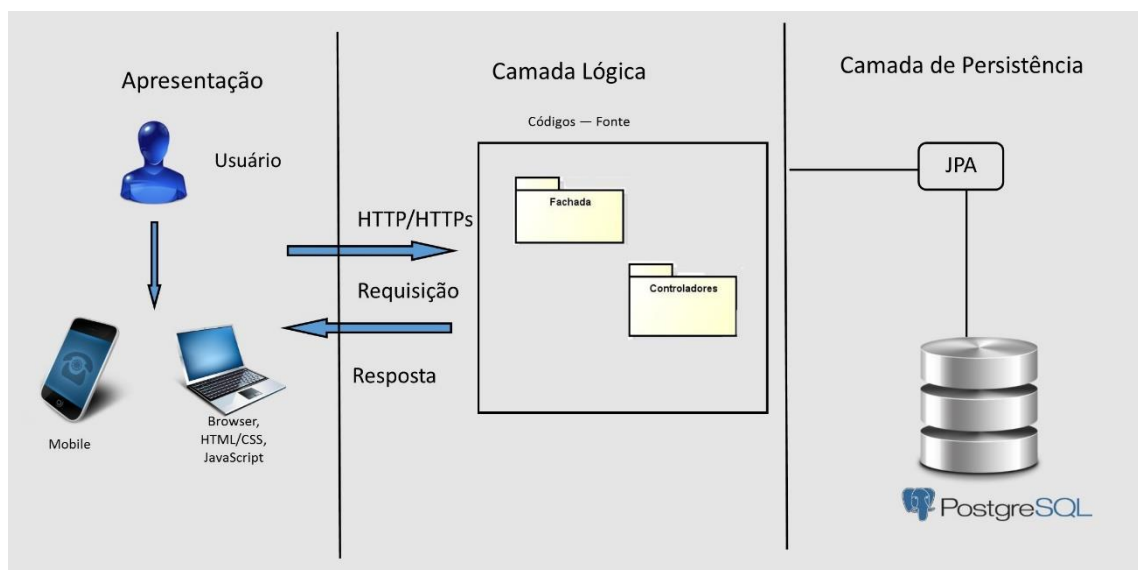 Apresentação
Usuário
Mobile
Browser,
HTML/CSS,
JavaScript
HTTP/HTTPs
Requisição
Resposta
Camada Lógica
Códigos — Fonte
Fachada
Controladores
Camada de Persistência
JPA
PostgreSQL